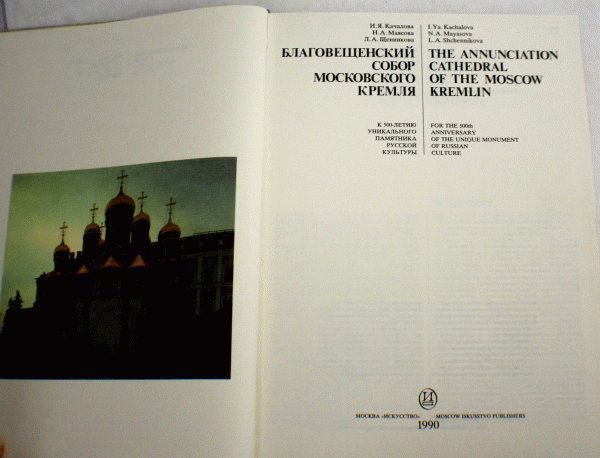 И.Я. Качалова
Н.А. Маясова
Л.А. Щенникова
БЛАГОВЕЩЕНСКИЙ
СОБОР
МОСКОВСКОГО
КРЕМЛЯ
К 500-ЛЕТИЮ
УНИКАЛЬНОГО
ПАМЯТНИКА
РУССКОЙ
КУЛЬТУРЫ
I. Ya. Kachalova
N.A. Mayasova
L.A. Shchennikova
THE ANNUNCIATION
CATHEDRAL
OF THE MOSCOW
KREMLIN
FOR THE 500th
ANNIVERSARY
OF THE UNIQUE MONUMENT
OF RUSSIAN
CULTURE
МОСКВА «ИСКУССТВО» MOSCOW ISKUSSTVO PUBLISHERS
1990